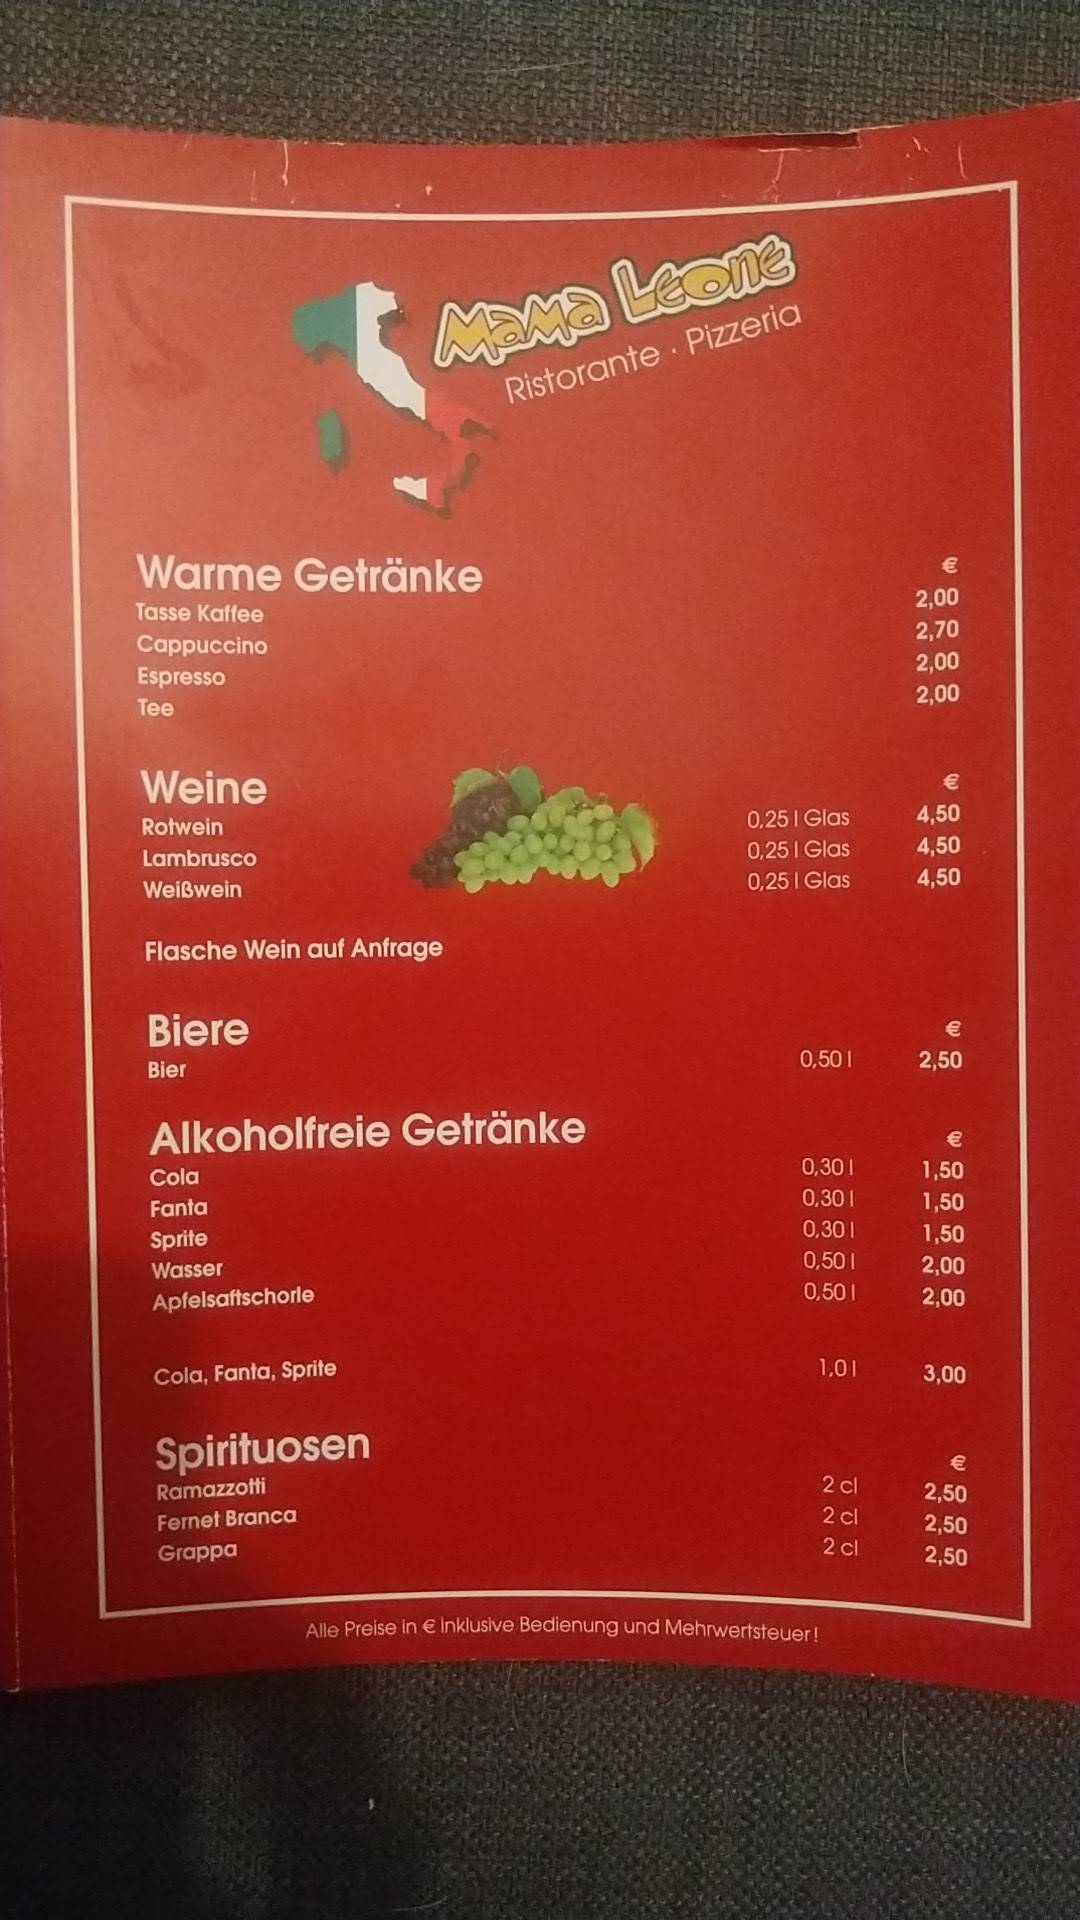 Mama Leone
Ristorante · Pizzeria
Warme Getränke €
Tasse Kaffee 2,00
Cappuccino 2,70
Espresso 2,00
Tee 2,00
Weine €
Rotwein 0,25 l Glas 4,50
Lambrusco 0,25 l Glas 4,50
Weißwein 0,25 l Glas 4,50
Flasche Wein auf Anfrage
Biere €
Bier 0,50 l 2,50
Alkoholfreie Getränke €
Cola 0,30 l 1,50
Fanta 0,30 l 1,50
Sprite 0,30 l 1,50
Wasser 0,50 l 2,00
Apfelsaftschorle 0,50 l 2,00
Cola, Fanta, Sprite 1,0 l 3,00
Spirituosen €
Ramazzotti 2 cl 2,50
Fernet Branca 2 cl 2,50
Grappa 2 cl 2,50
Alle Preise in € inklusive Bedienung und Mehrwertsteuer!